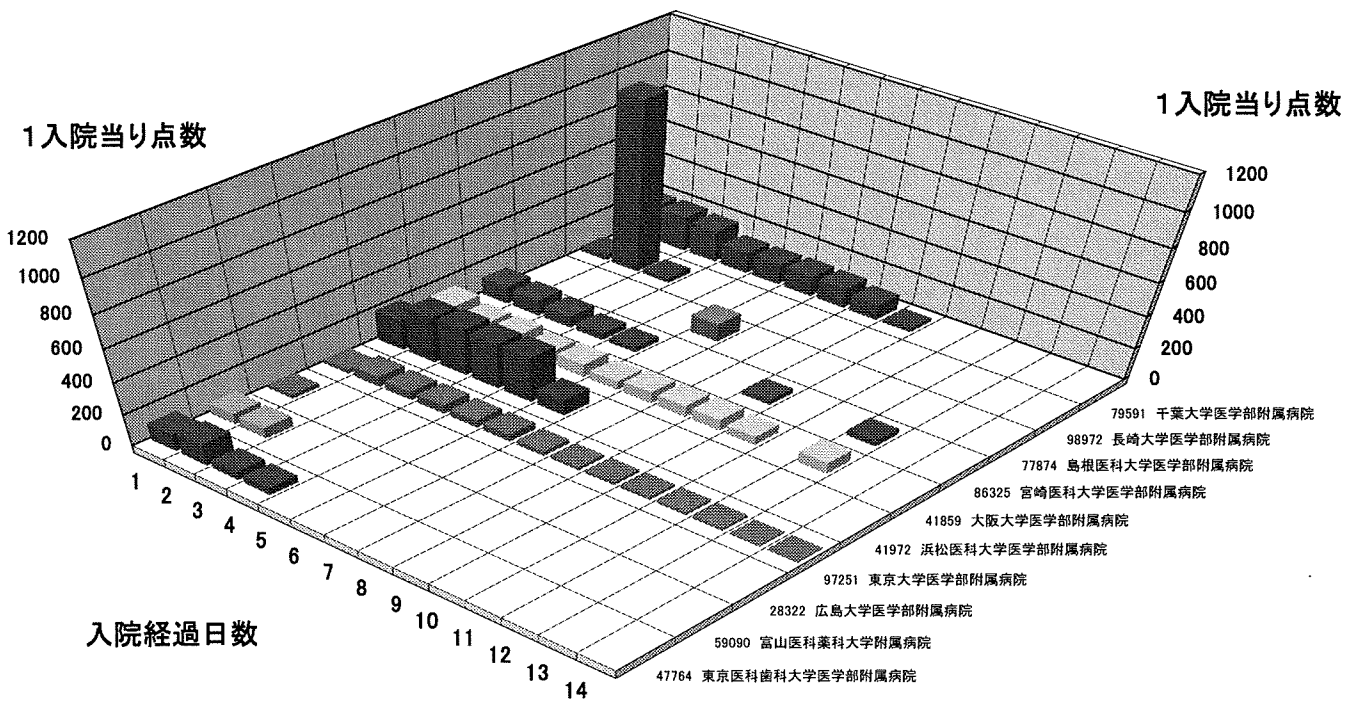 1入院当り点数
1200
1000
800
600
400
200
0
1入院当り点数
1200
1000
800
600
400
200
0
1
2
3
4
5
6
7
8
9
10
11
12
13
14
入院経過日数
79591 千葉大学医学部附属病院
98972 長崎大学医学部附属病院
77874 島根医科大学医学部附属病院
86325 宮崎医科大学医学部附属病院
41859 大阪大学医学部附属病院
41972 浜松医科大学医学部附属病院
97251 東京大学医学部附属病院
28322 広島大学医学部附属病院
59090 富山医科薬科大学附属病院
47764 東京医科歯科大学医学部附属病院